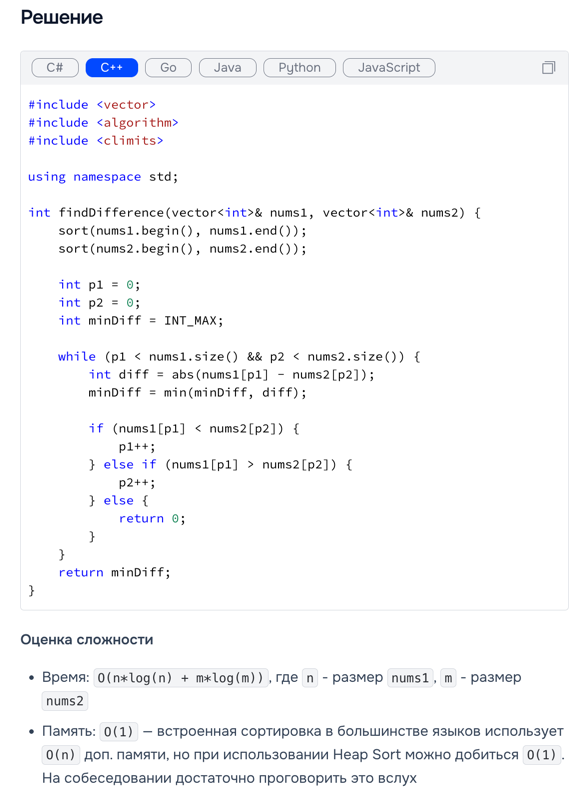 Решение
C# C++ Go Java Python JavaScript
#include <vector>
#include <algorithm>
#include <climits>
using namespace std;
int findDifference(vector<int>& nums1, vector<int>& nums2) {
    sort(nums1.begin(), nums1.end());
    sort(nums2.begin(), nums2.end());
    int p1 = 0;
    int p2 = 0;
    int minDiff = INT_MAX;
    while (p1 < nums1.size() && p2 < nums2.size()) {
        int diff = abs(nums1[p1] - nums2[p2]);
        minDiff = min(minDiff, diff);
        if (nums1[p1] < nums2[p2]) {
            p1++;
        } else if (nums1[p1] > nums2[p2]) {
            p2++;
        } else {
            return 0;
        }
    }
    return minDiff;
}
Оценка сложности
• Время: O(n*log(n) + m*log(m)), где n - размер nums1, m - размер
nums2
• Память: O(1) — встроенная сортировка в большинстве языков использует
O(n) доп. памяти, но при использовании Heap Sort можно добиться O(1).
На собеседовании достаточно проговорить это вслух